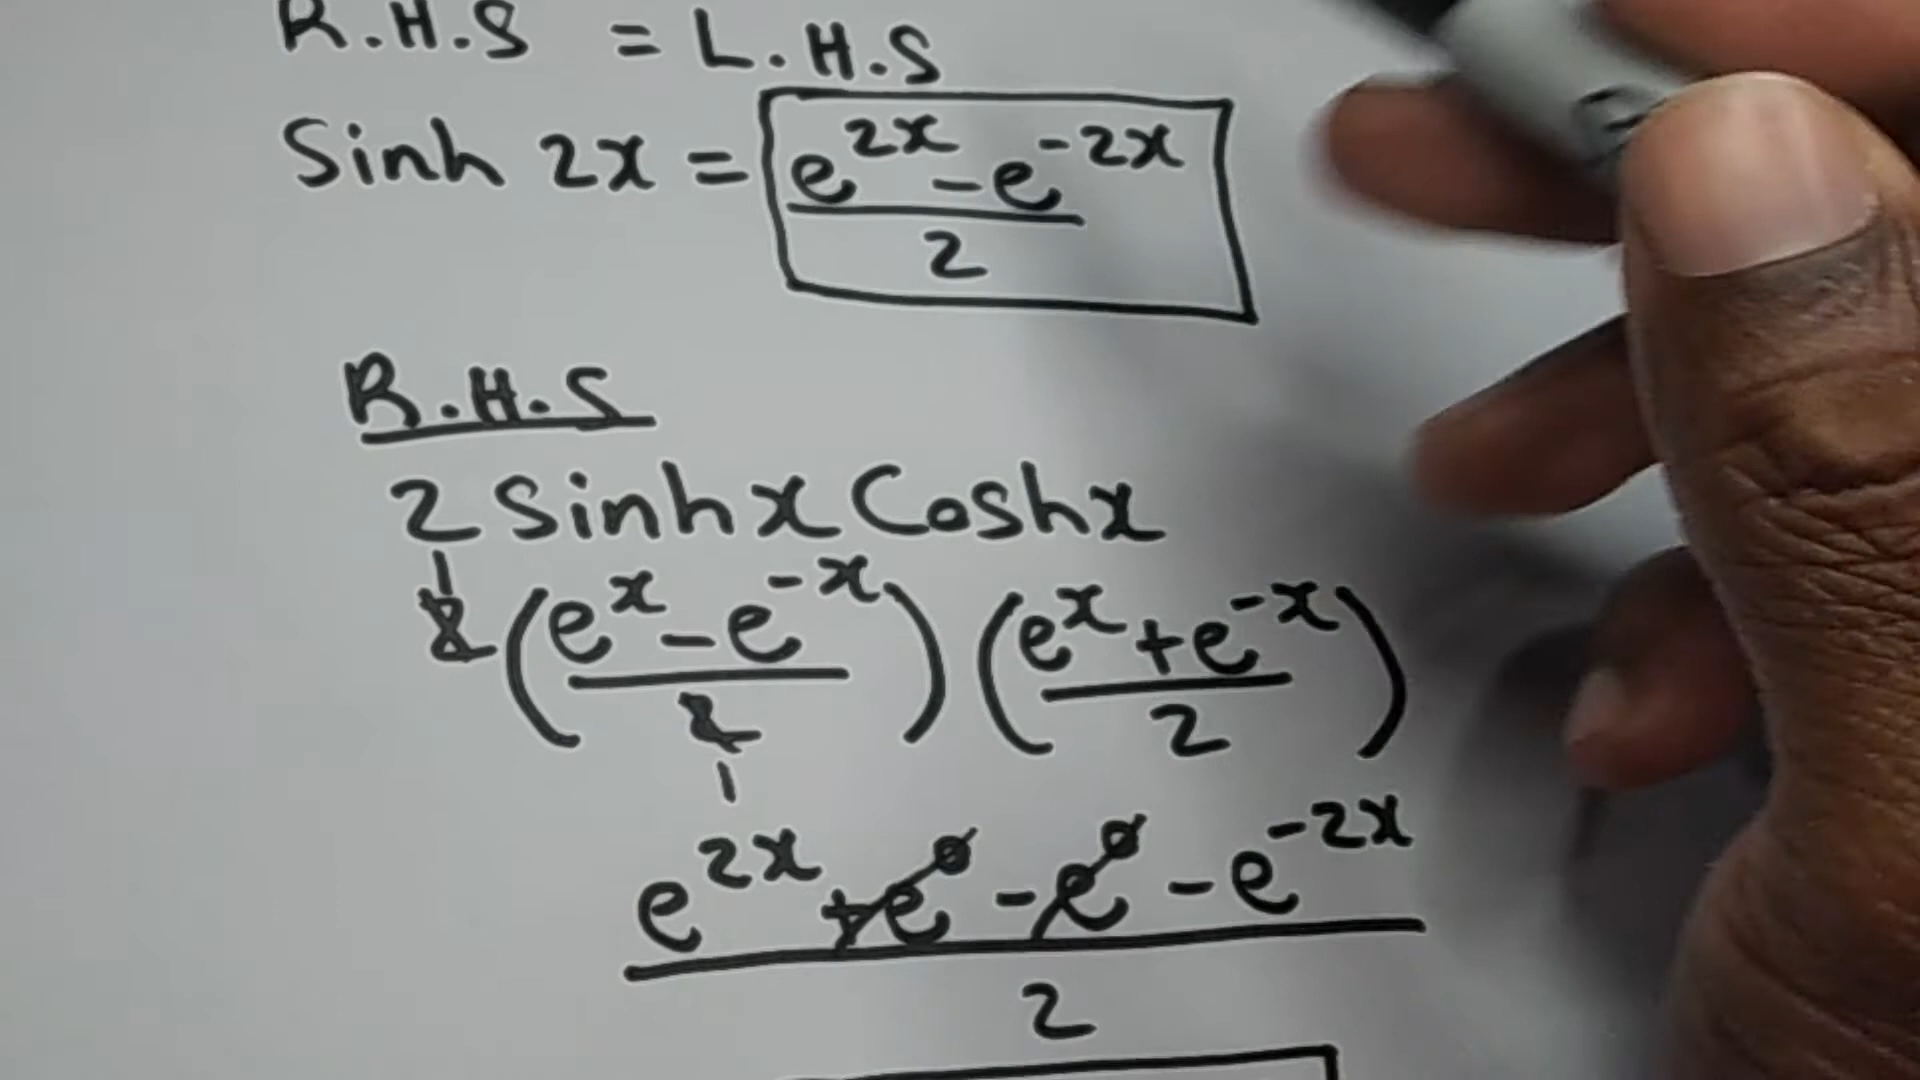 R.H.S = L.H.S
Sinh 2x = e^2x - e^-2x / 2
R.H.S
2 Sinh x Cosh x
1
2 (e^x - e^-x / 2) (e^x + e^-x / 2)
1
e^2x + e^0 - e^0 - e^-2x / 2